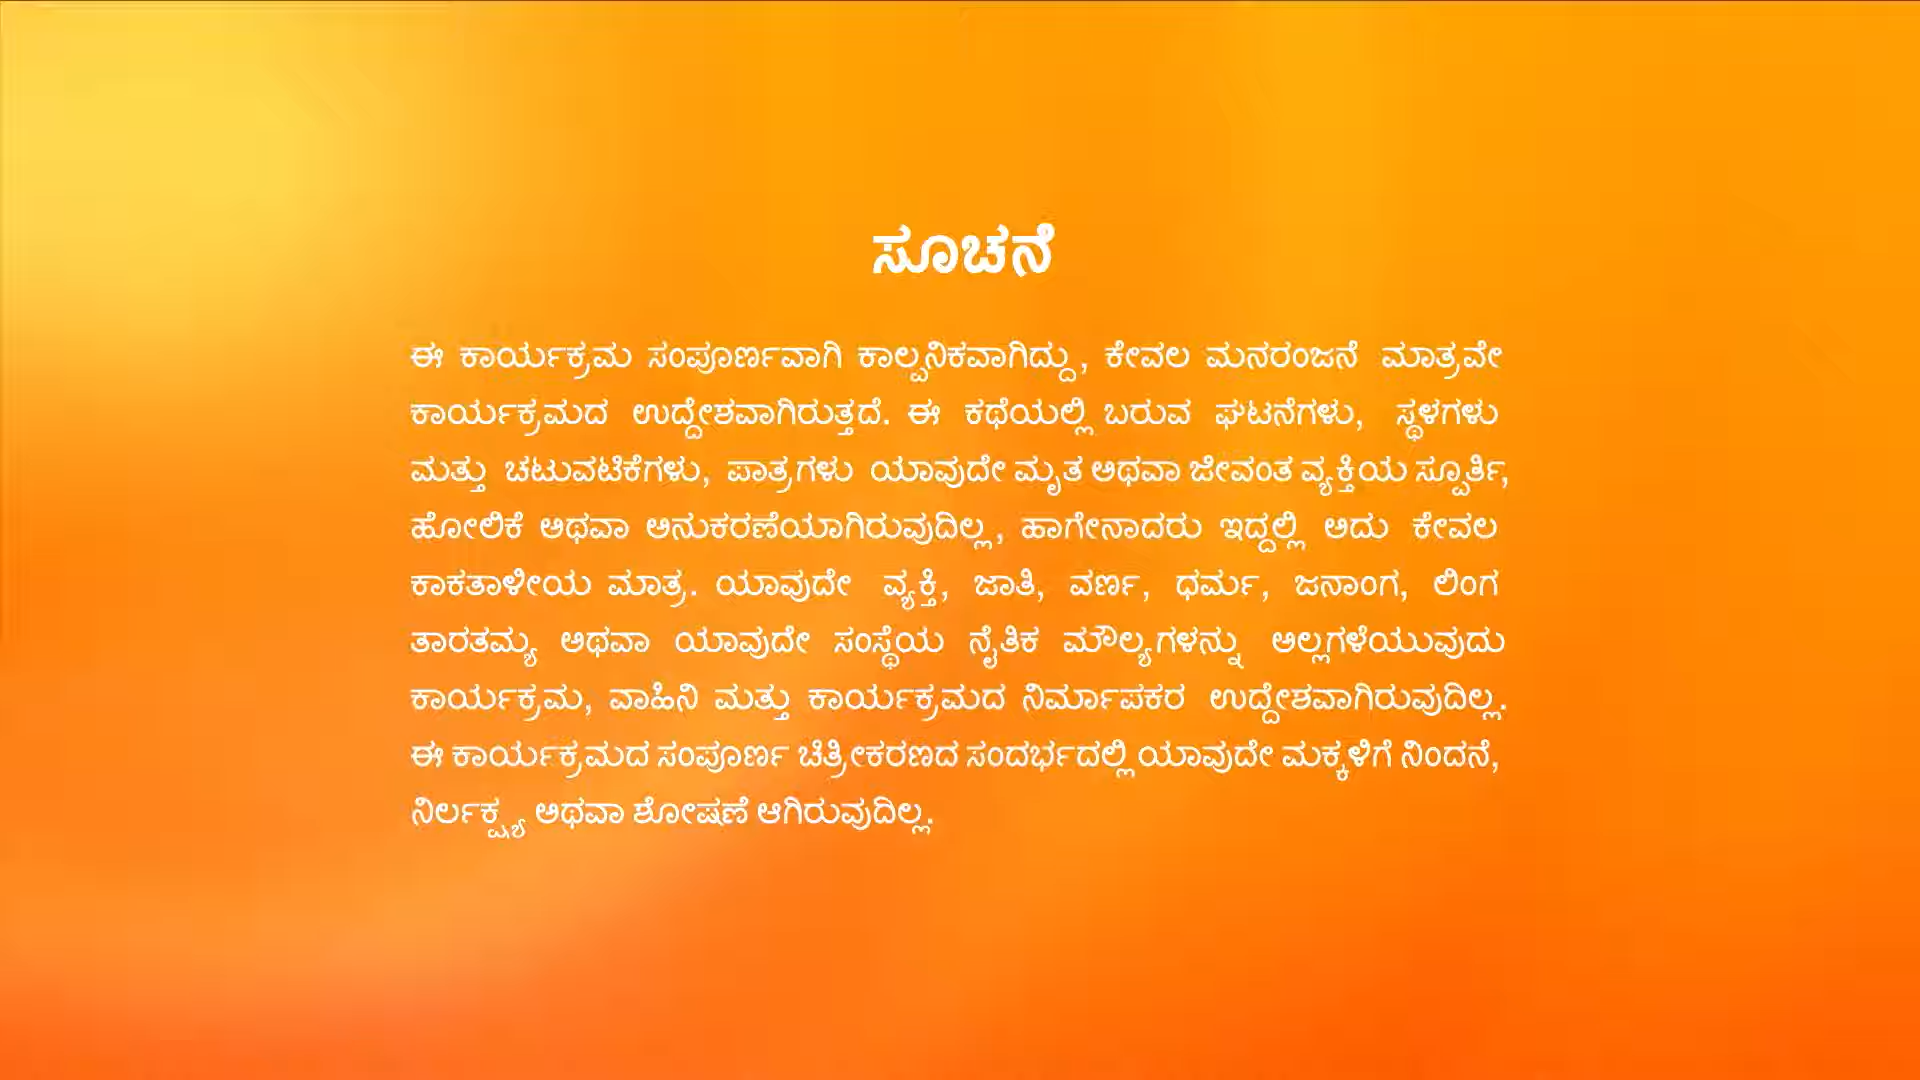 ಸೂಚನೆ
ಈ ಕಾರ್ಯಕ್ರಮ ಸಂಪೂರ್ಣವಾಗಿ ಕಾಲ್ಪನಿಕವಾಗಿದ್ದು, ಕೇವಲ ಮನರಂಜನೆ ಮಾತ್ರವೇ
ಕಾರ್ಯಕ್ರಮದ ಉದ್ದೇಶವಾಗಿರುತ್ತದೆ. ಈ ಕಥೆಯಲ್ಲಿ ಬರುವ ಘಟನೆಗಳು, ಸ್ಥಳಗಳು
ಮತ್ತು ಚಟುವಟಿಕೆಗಳು, ಪಾತ್ರಗಳು ಯಾವುದೇ ಮೃತ ಅಥವಾ ಜೀವಂತ ವ್ಯಕ್ತಿಯ ಸ್ಪೂರ್ತಿ,
ಹೋಲಿಕೆ ಅಥವಾ ಅನುಕರಣೆಯಾಗಿರುವುದಿಲ್ಲ, ಹಾಗೇನಾದರು ಇದ್ದಲ್ಲಿ ಅದು ಕೇವಲ
ಕಾಕತಾಳೀಯ ಮಾತ್ರ. ಯಾವುದೇ ವ್ಯಕ್ತಿ, ಜಾತಿ, ವರ್ಣ, ಧರ್ಮ, ಜನಾಂಗ, ಲಿಂಗ
ತಾರತಮ್ಯ ಅಥವಾ ಯಾವುದೇ ಸಂಸ್ಥೆಯ ನೈತಿಕ ಮೌಲ್ಯಗಳನ್ನು ಅಲ್ಲಗಳೆಯುವುದು
ಕಾರ್ಯಕ್ರಮ, ವಾಹಿನಿ ಮತ್ತು ಕಾರ್ಯಕ್ರಮದ ನಿರ್ಮಾಪಕರ ಉದ್ದೇಶವಾಗಿರುವುದಿಲ್ಲ.
ಈ ಕಾರ್ಯಕ್ರಮದ ಸಂಪೂರ್ಣ ಚಿತ್ರೀಕರಣದ ಸಂದರ್ಭದಲ್ಲಿ ಯಾವುದೇ ಮಕ್ಕಳಿಗೆ ನಿಂದನೆ,
ನಿರ್ಲಕ್ಷ್ಯ ಅಥವಾ ಶೋಷಣೆ ಆಗಿರುವುದಿಲ್ಲ.